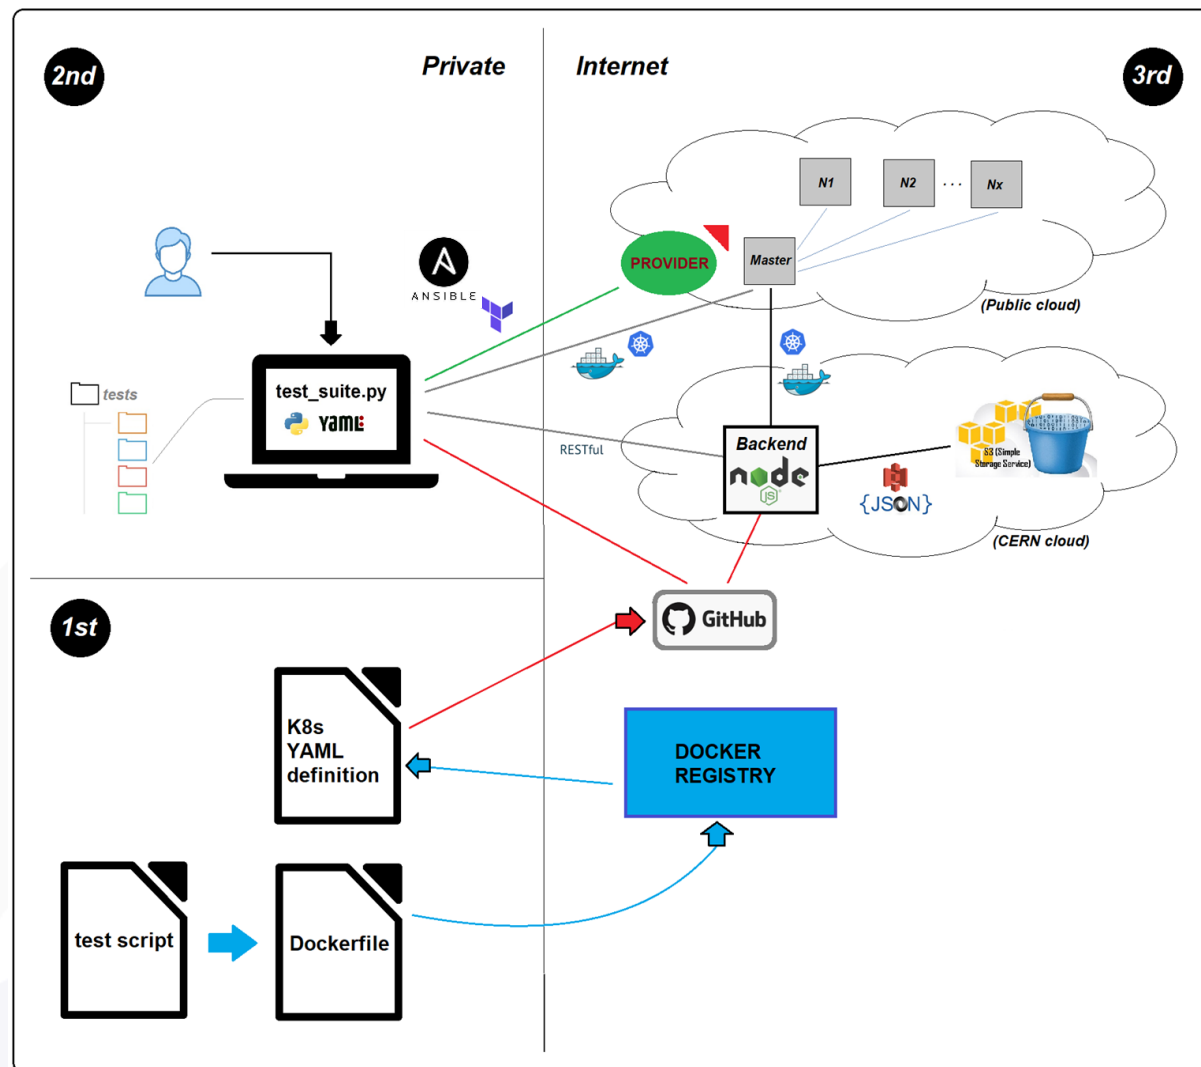 2nd
Private
Internet
3rd
N1
N2
...
Nx
PROVIDER
Master
ANSIBLE
(Public cloud)
test_suite.py
YAML
tests
RESTful
Backend
node
JS
S3 (Simple
Storage Service)
{JSON}
(CERN cloud)
1st
GitHub
K8s
YAML
definition
DOCKER
REGISTRY
test script
Dockerfile